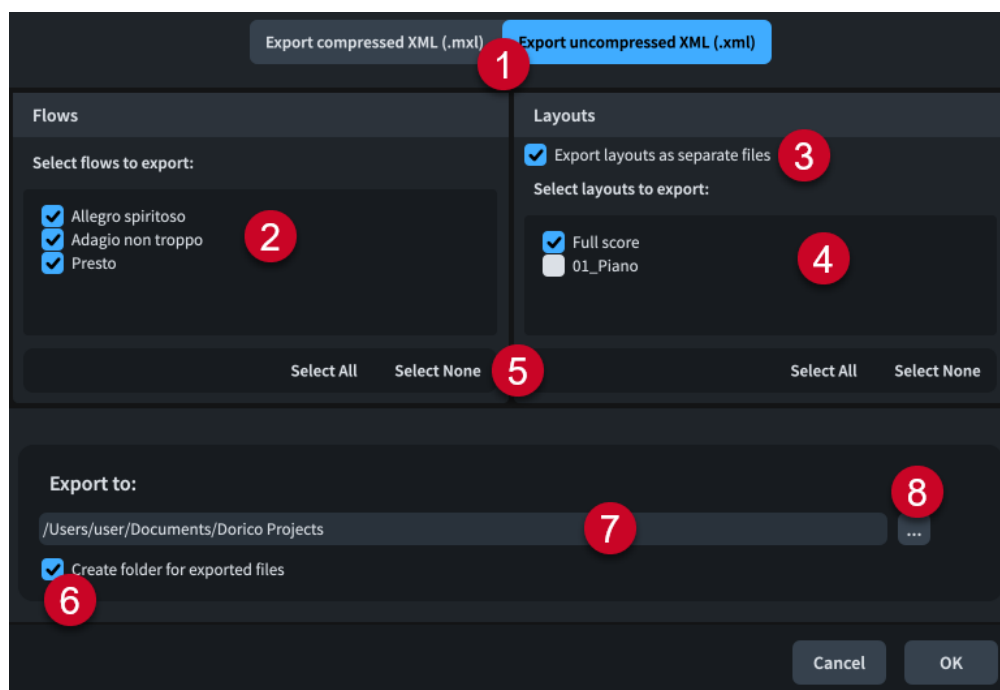 Export compressed XML (.mxl)
Export uncompressed XML (.xml)
1
Flows
Select flows to export:
Allegro spiritoso
Adagio non troppo
Presto
2
Select All
Select None
5
Layouts
Export layouts as separate files
3
Select layouts to export:
Full score
01_Piano
4
Select All
Select None
Export to:
8
/Users/user/Documents/Dorico Projects
7
...
Create folder for exported files
6
Cancel
OK